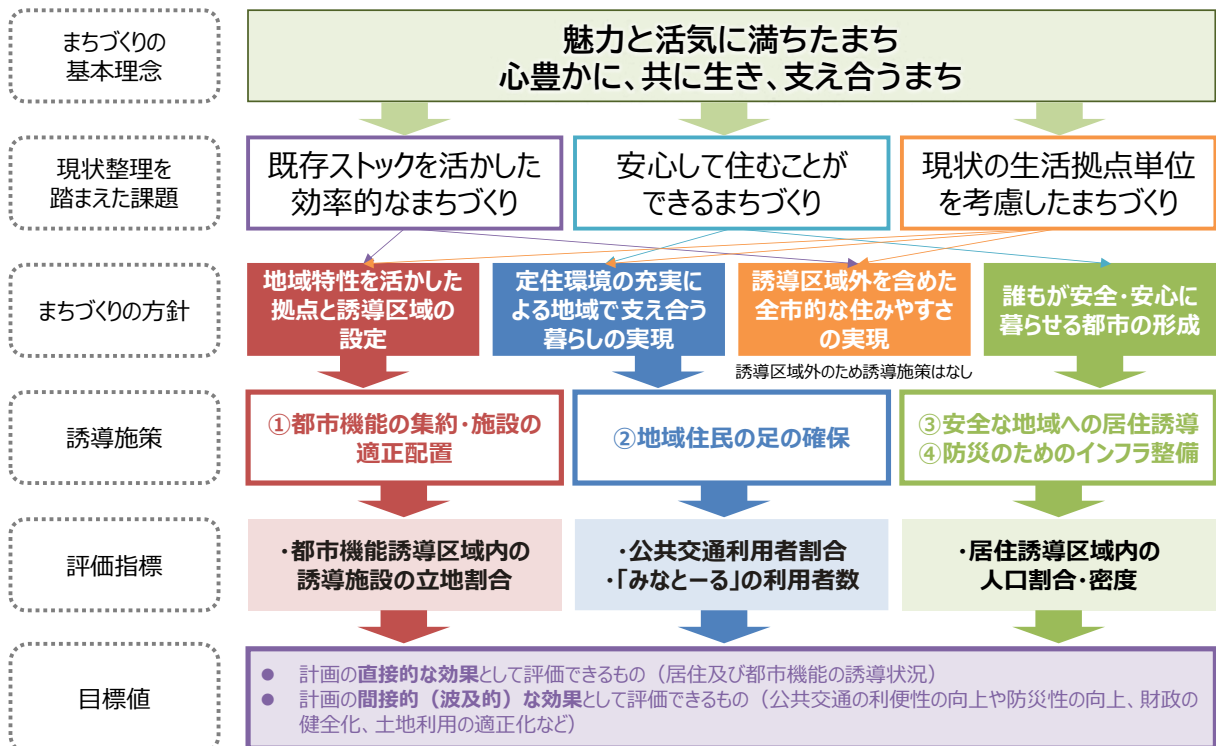 まちづくりの
基本理念
魅力と活気に満ちたまち
心豊かに、共に生き、支え合うまち
現状整理を
踏まえた課題
既存ストックを活かした
効率的なまちづくり
安心して住むことが
できるまちづくり
現状の生活拠点単位
を考慮したまちづくり
まちづくりの方針
地域特性を活かした
拠点と誘導区域の
設定
定住環境の充実に
よる地域で支え合う
暮らしの実現
誘導区域外を含めた
全市的な住みやすさ
の実現
誰もが安全・安心に
暮らせる都市の形成
誘導区域外のため誘導施策はなし
誘導施策
①都市機能の集約・施設の
適正配置
②地域住民の足の確保
③安全な地域への居住誘導
④防災のためのインフラ整備
評価指標
・都市機能誘導区域内の
誘導施設の立地割合
・公共交通利用者割合
・「みなとーる」の利用者数
・居住誘導区域内の
人口割合・密度
目標値
● 計画の直接的な効果として評価できるもの（居住及び都市機能の誘導状況）
● 計画の間接的（波及的）な効果として評価できるもの（公共交通の利便性の向上や防災性の向上、財政の
健全化、土地利用の適正化など）